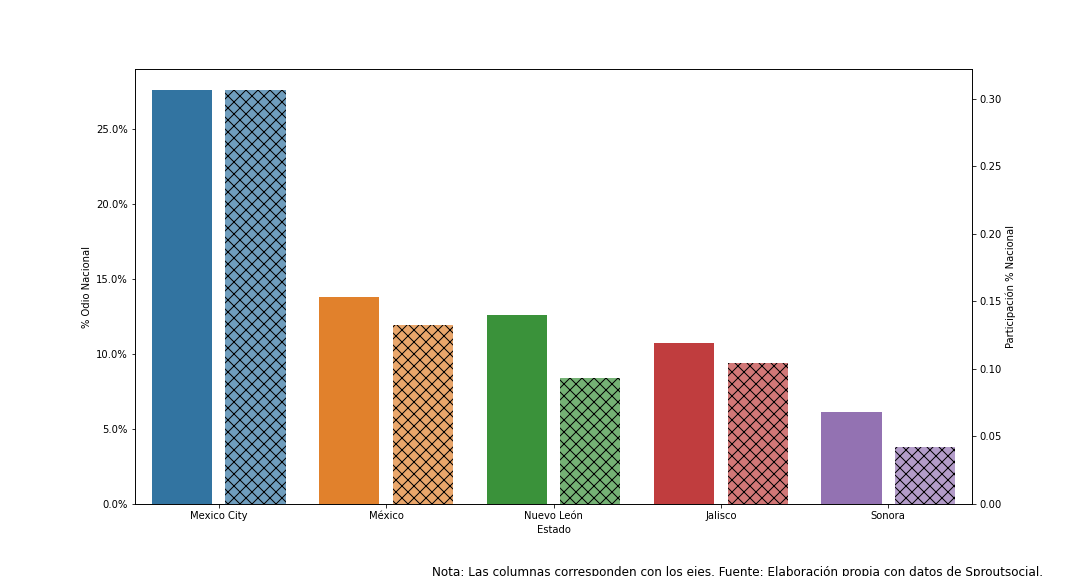 % Odio Nacional
25.0%
20.0%
15.0%
10.0%
5.0%
0.0%
Mexico City
México
Nuevo León
Jalisco
Sonora
Estado
0.30
0.25
0.20
0.15
0.10
0.05
0.00
Participación % Nacional
Nota: Las columnas corresponden con los ejes. Fuente: Elaboración propia con datos de Sproutsocial.